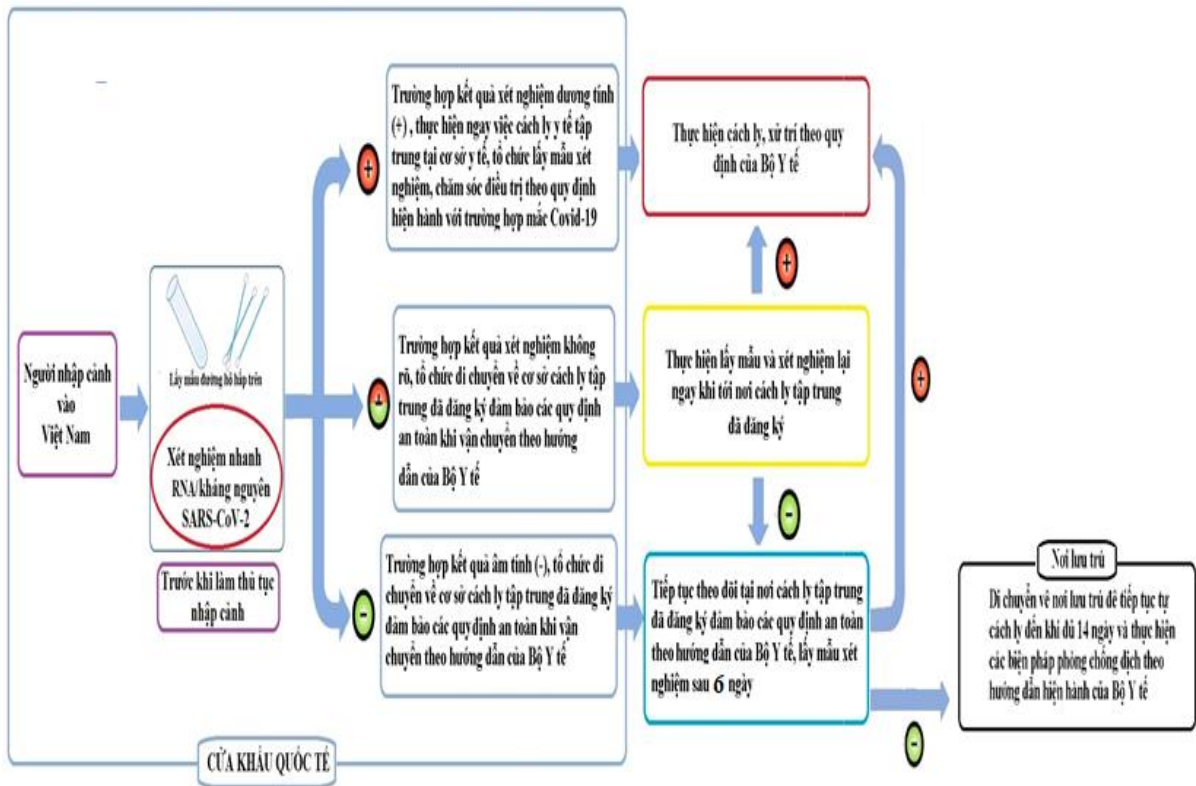 Người nhập cảnh
vào
Việt Nam
Lấy mẫu đường hô hấp trên
Xét nghiệm nhanh
RNA/kháng nguyên
SARS-CoV-2
Trước khi làm thủ tục
nhập cảnh
+
Trường hợp kết quả xét nghiệm dương tính
(+) , thực hiện ngay việc cách ly y tế tập
trung tại cơ sở y tế, tổ chức lấy mẫu xét
nghiệm, chăm sóc điều trị theo quy định
hiện hành với trường hợp mắc Covid-19
Thực hiện cách ly, xử trí theo quy
định của Bộ Y tế
+
Trường hợp kết quả xét nghiệm không
rõ, tổ chức di chuyển về cơ sở cách ly tập
trung đã đăng ký đảm bảo các quy định
an toàn khi vận chuyển theo hướng
dẫn của Bộ Y tế
+
Thực hiện lấy mẫu và xét nghiệm lại
ngay khi tới nơi cách ly tập trung
đã đăng ký
+
-
-
Trường hợp kết quả âm tính (-), tổ chức di
chuyển về cơ sở cách ly tập trung đã đăng ký
đảm bảo các quy định an toàn khi vận
chuyển theo hướng dẫn của Bộ Y tế
Tiếp tục theo dõi tại nơi cách ly tập trung
đã đăng ký đảm bảo các quy định an toàn
theo hướng dẫn của Bộ Y tế, lấy mẫu xét
nghiệm sau 6 ngày
-
Nơi lưu trú
Di chuyển về nơi lưu trú để tiếp tục tự
cách ly đến khi đủ 14 ngày và thực hiện
các biện pháp phòng chống dịch theo
hướng dẫn hiện hành của Bộ Y tế
CỬA KHẨU QUỐC TẾ